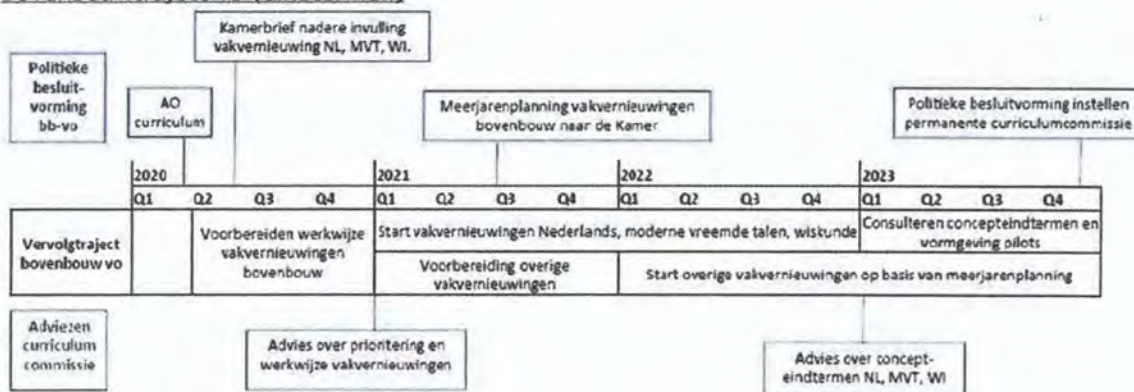 Kamerbrief nadere invulling
vakvernieuwing NL, MVT, WI.
Politieke
besluit-
vorming
bb-vo
AO
curriculum
Meerjarenplanning vakvernieuwingen
bovenbouw naar de Kamer
Politieke besluitvorming instellen
permanente curriculumcommissie
2020 2021 2022 2023
Q1 Q2 Q3 Q4 Q1 Q2 Q3 Q4 Q1 Q2 Q3 Q4 Q1 Q2 Q3 Q4
Vervolgtraject
bovenbouw vo
Voorbereiden werkwijze
vakvernieuwingen
bovenbouw
Start vakvernieuwingen Nederlands, moderne vreemde talen, wiskunde
Consulteren concepteindtermen en
vormgeving pilots
Voorbereiding overige
vakvernieuwingen
Start overige vakvernieuwingen op basis van meerjarenplanning
Adviezen
curriculum
commissie
Advies over prioritering en
werkwijze vakvernieuwingen
Advies over concept-
eindtermen NL, MVT, WI